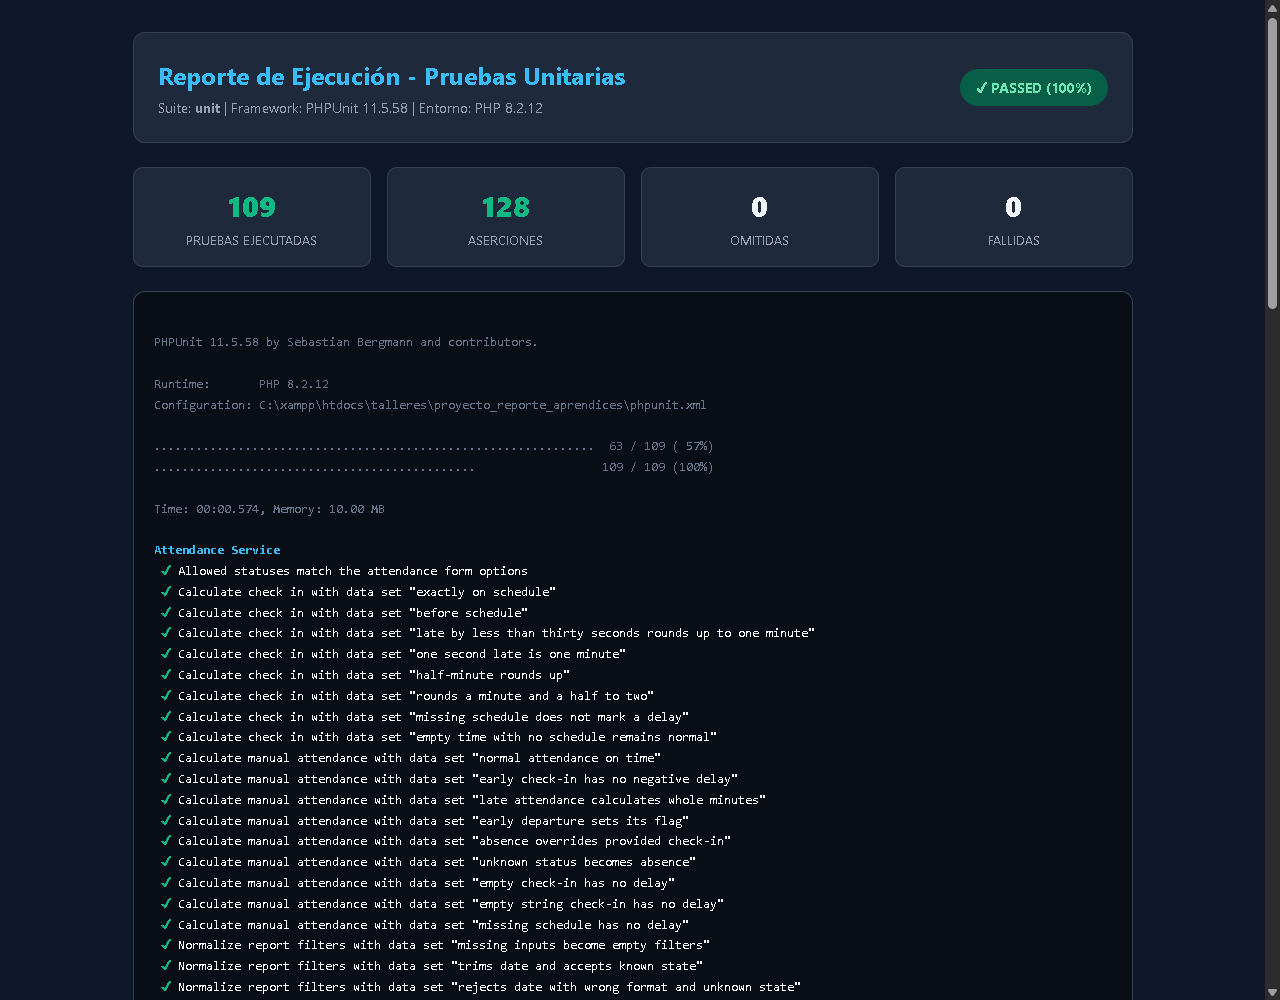 Reporte de Ejecución - Pruebas Unitarias
Suite: unit | Framework: PHPUnit 11.5.58 | Entorno: PHP 8.2.12
✓ PASSED (100%)
109
PRUEBAS EJECUTADAS
128
ASERCIONES
0
OMITIDAS
0
FALLIDAS
PHPUnit 11.5.58 by Sebastian Bergmann and contributors.
Runtime:       PHP 8.2.12
Configuration: C:\xampp\htdocs\talleres\proyecto_reporte_aprendices\phpunit.xml
...............................................................  63 / 109 ( 57%)
..............................................                  109 / 109 (100%)
Time: 00:00.574, Memory: 10.00 MB
Attendance Service
✓ Allowed statuses match the attendance form options
✓ Calculate check in with data set "exactly on schedule"
✓ Calculate check in with data set "before schedule"
✓ Calculate check in with data set "late by less than thirty seconds rounds up to one minute"
✓ Calculate check in with data set "one second late is one minute"
✓ Calculate check in with data set "half-minute rounds up"
✓ Calculate check in with data set "rounds a minute and a half to two"
✓ Calculate check in with data set "missing schedule does not mark a delay"
✓ Calculate check in with data set "empty time with no schedule remains normal"
✓ Calculate manual attendance with data set "normal attendance on time"
✓ Calculate manual attendance with data set "early check-in has no negative delay"
✓ Calculate manual attendance with data set "late attendance calculates whole minutes"
✓ Calculate manual attendance with data set "early departure sets its flag"
✓ Calculate manual attendance with data set "absence overrides provided check-in"
✓ Calculate manual attendance with data set "unknown status becomes absence"
✓ Calculate manual attendance with data set "empty check-in has no delay"
✓ Calculate manual attendance with data set "empty string check-in has no delay"
✓ Calculate manual attendance with data set "missing schedule has no delay"
✓ Normalize report filters with data set "missing inputs become empty filters"
✓ Normalize report filters with data set "trims date and accepts known state"
✓ Normalize report filters with data set "rejects date with wrong format and unknown state"